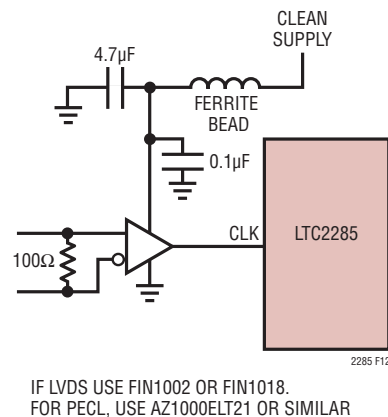 CLEAN
SUPPLY
4.7µF
FERRITE
BEAD
0.1µF
100Ω
CLK
LTC2285
2285 F12
IF LVDS USE FIN1002 OR FIN1018.
FOR PECL, USE AZ1000ELT21 OR SIMILAR